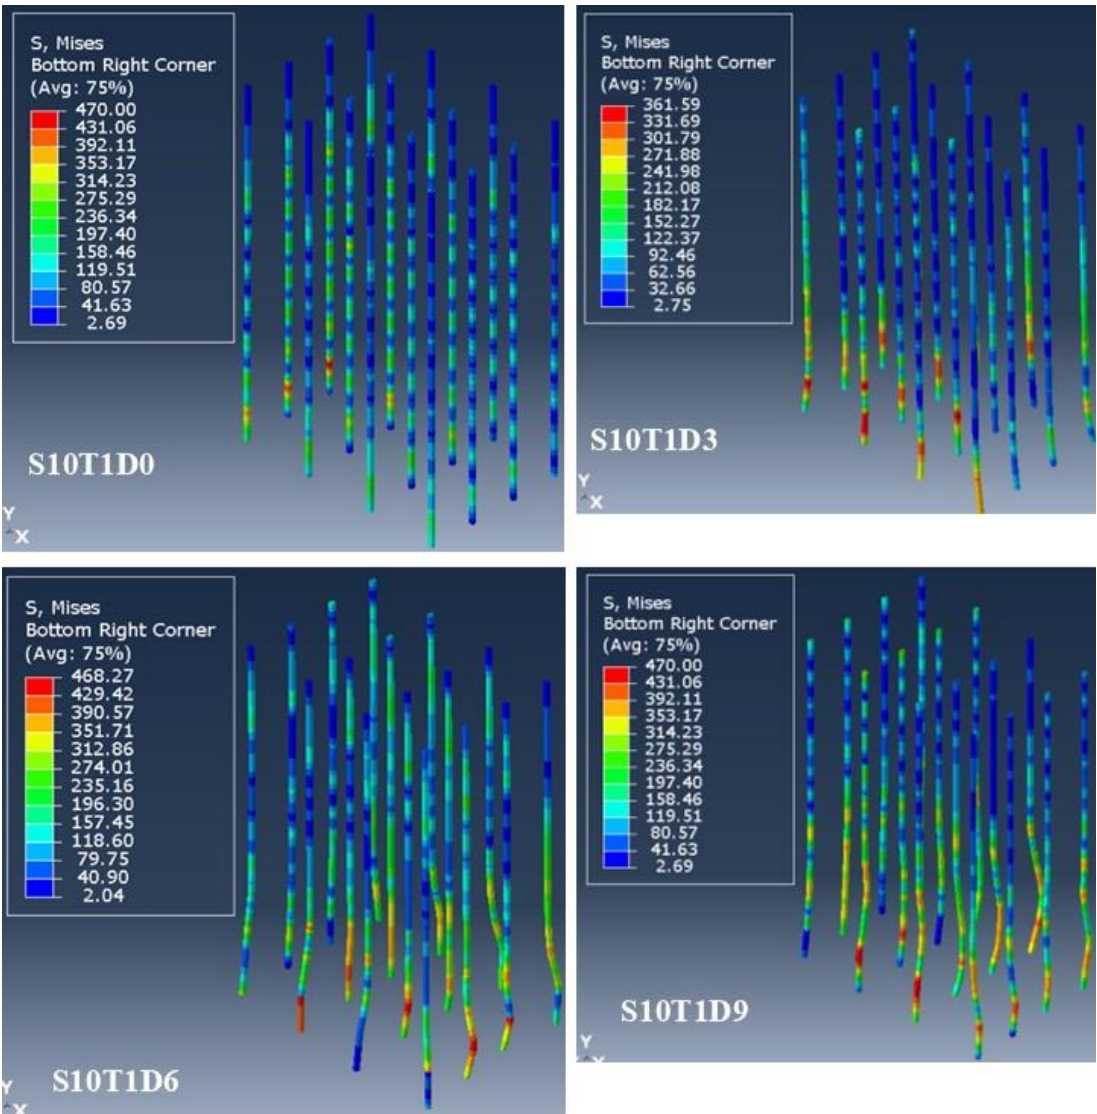 S, Mises
Bottom Right Corner
(Avg: 75%)
470.00
431.06
392.11
353.17
314.23
275.29
236.34
197.40
158.46
119.51
80.57
41.63
2.69
S10T1D0
Y
X
S, Mises
Bottom Right Corner
(Avg: 75%)
361.59
331.69
301.79
271.88
241.98
212.08
182.17
152.27
122.37
92.46
62.56
32.66
2.75
S10T1D3
Y
X
S, Mises
Bottom Right Corner
(Avg: 75%)
468.27
429.42
390.57
351.71
312.86
274.01
235.16
196.30
157.45
118.60
79.75
40.90
2.04
S10T1D6
Y
X
S, Mises
Bottom Right Corner
(Avg: 75%)
470.00
431.06
392.11
353.17
314.23
275.29
236.34
197.40
158.46
119.51
80.57
41.63
2.69
S10T1D9
Y